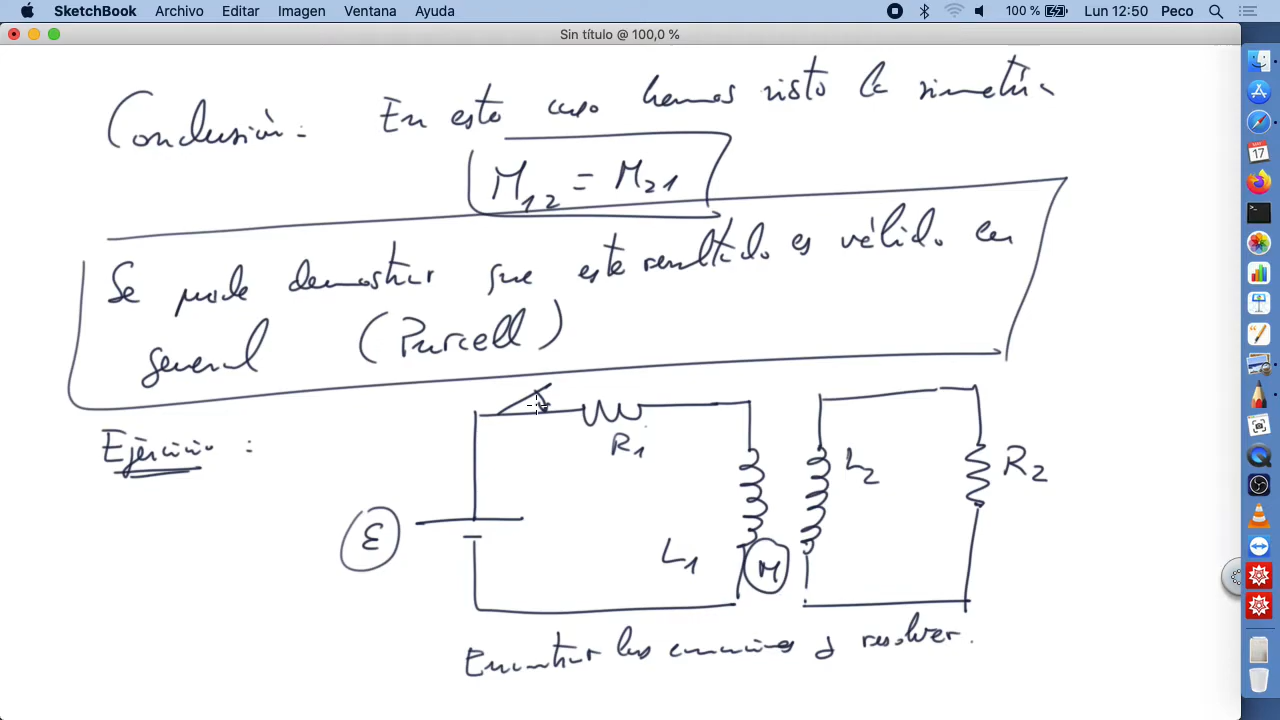 SketchBook Archivo Editar Imagen Ventana Ayuda 100 % Lun 12:50 Peco
Sin título @ 100,0 %
Conclusión: En este caso hemos visto la simetría
M12 = M21
Se puede demostrar que este resultado es válido en
general (Purcell)
Ejercicio :
R1
ε
L1
M
L2
R2
Encontrar las ecuaciones y resolver.
MAY
17